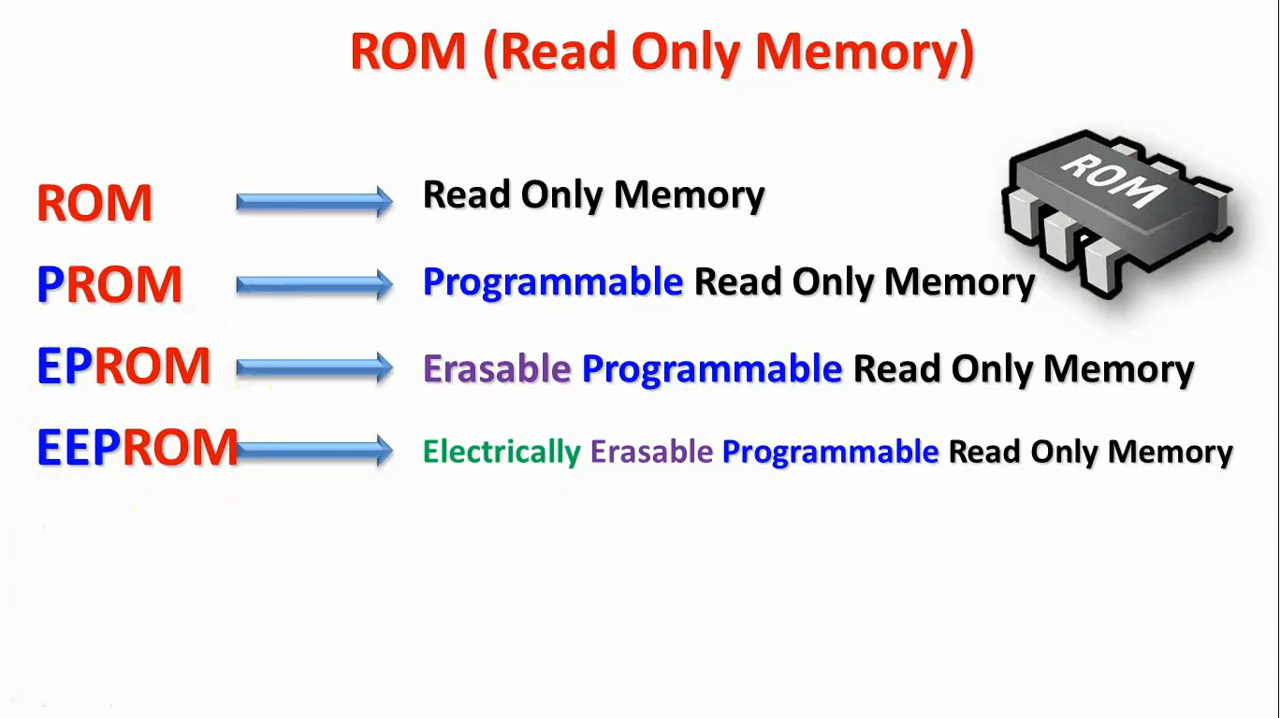 ROM (Read Only Memory)
ROM
ROM Read Only Memory
PROM Programmable Read Only Memory
EPROM Erasable Programmable Read Only Memory
EEPROM Electrically Erasable Programmable Read Only Memory